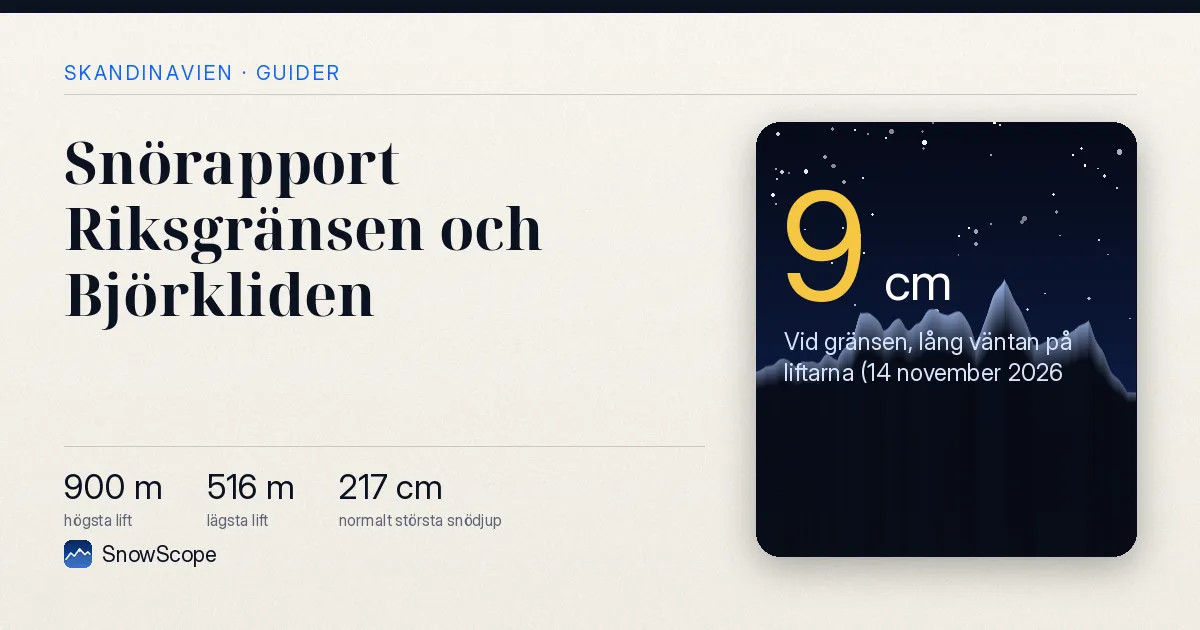 SKANDINAVIEN · GUIDER
Snörapport
Riksgränsen och
Björkliden
9 cm
Vid gränsen, lång väntan på
liftarna (14 november 2026
900 m
högsta lift
516 m
lägsta lift
217 cm
normalt största snödjup
SnowScope